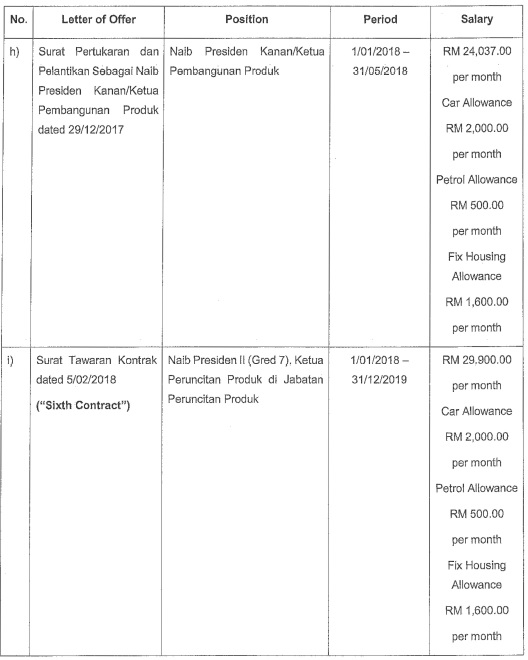 No. Letter of Offer Position Period Salary
h) Surat Pertukaran dan Naib Presiden Kanan/Ketua 1/01/2018 – RM 24,037.00
Pelantikan Sebagai Naib Pembangunan Produk 31/05/2018 per month
Presiden Kanan/Ketua Car Allowance
Pembangunan Produk RM 2,000.00
dated 29/12/2017 per month
Petrol Allowance
RM 500.00
per month
Fix Housing
Allowance
RM 1,600.00
per month
i) Surat Tawaran Kontrak Naib Presiden II (Gred 7). Ketua 1/01/2018 – RM 29,900.00
dated 5/02/2018 Peruncitan Produk di Jabatan 31/12/2019 per month
("Sixth Contract") Peruncitan Produk Car Allowance
RM 2,000.00
per month
Petrol Allowance
RM 500.00
per month
Fix Housing
Allowance
RM 1,600.00
per month